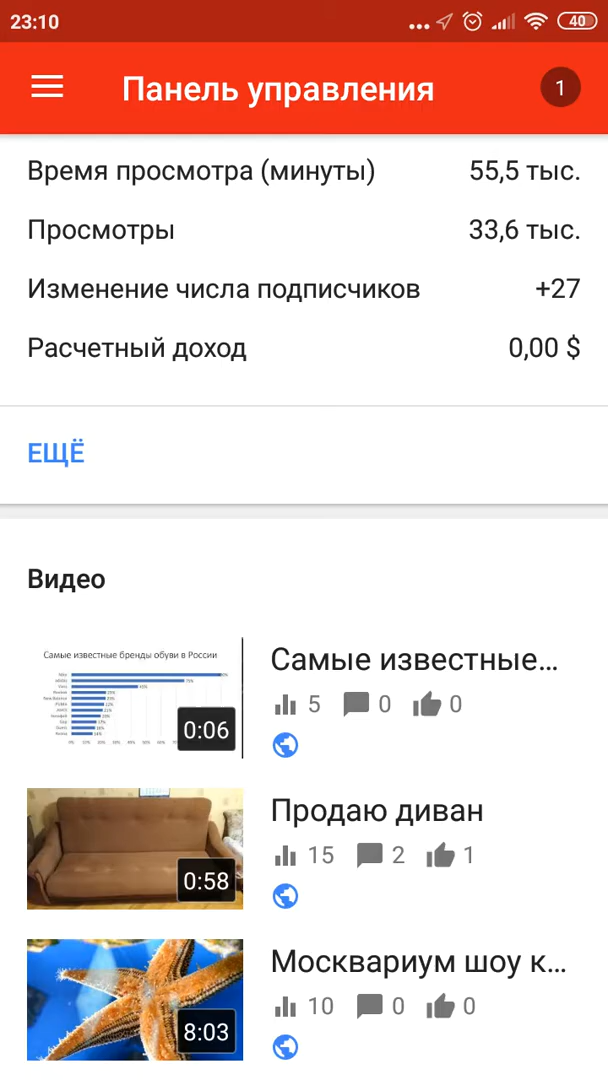 23:10
40
Панель управления
1
Время просмотра (минуты) 55,5 тыс.
Просмотры 33,6 тыс.
Изменение числа подписчиков +27
Расчетный доход 0,00 $
ЕЩЁ
Видео
Самые известные бренды обуви в России
0:06
Самые известные...
5 0 0
0:58
Продаю диван
15 2 1
8:03
Москвариум шоу к...
10 0 0